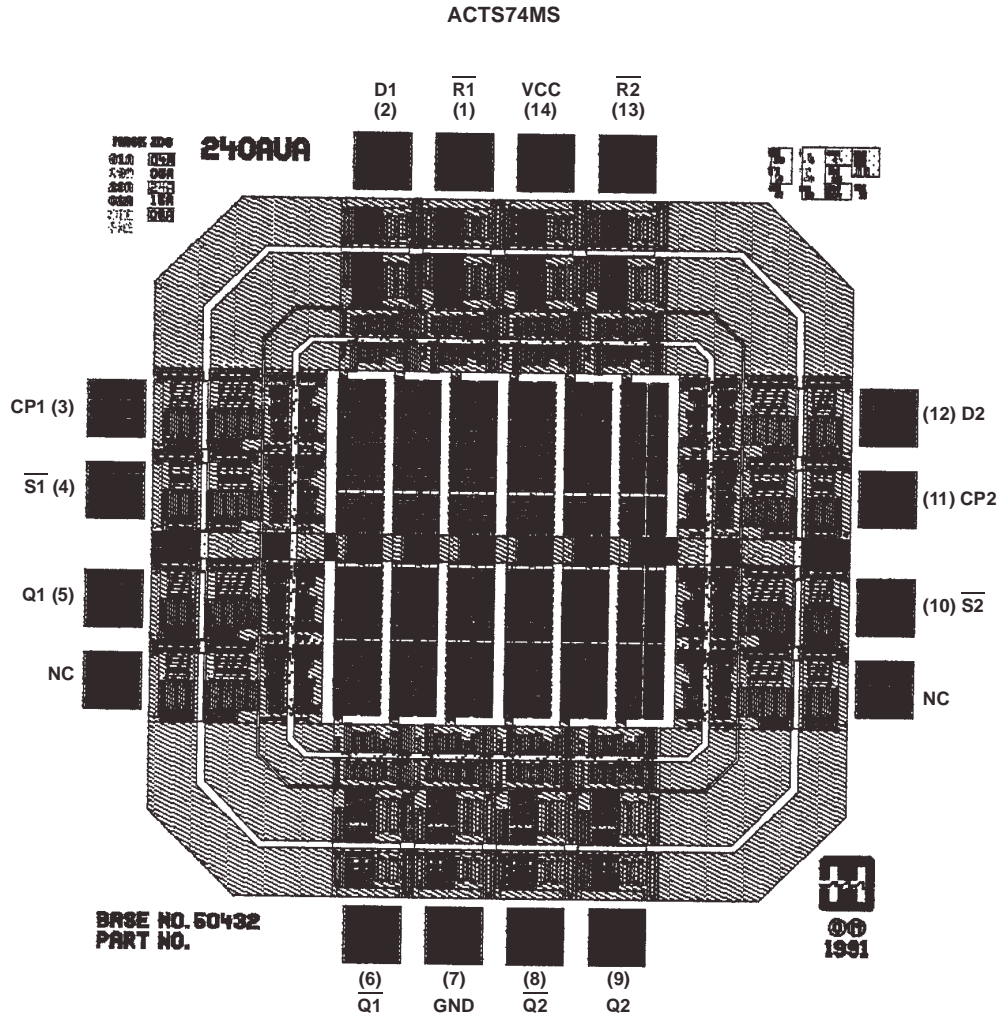 ACTS74MS
D1
(2)
R1
(1)
VCC
(14)
R2
(13)
MASK IDS
240AVA
CP1 (3)
S1 (4)
Q1 (5)
NC
(12) D2
(11) CP2
(10) S2
NC
BASE NO. 50432
PART NO.
1991
(6)
Q1
(7)
GND
(8)
Q2
(9)
Q2